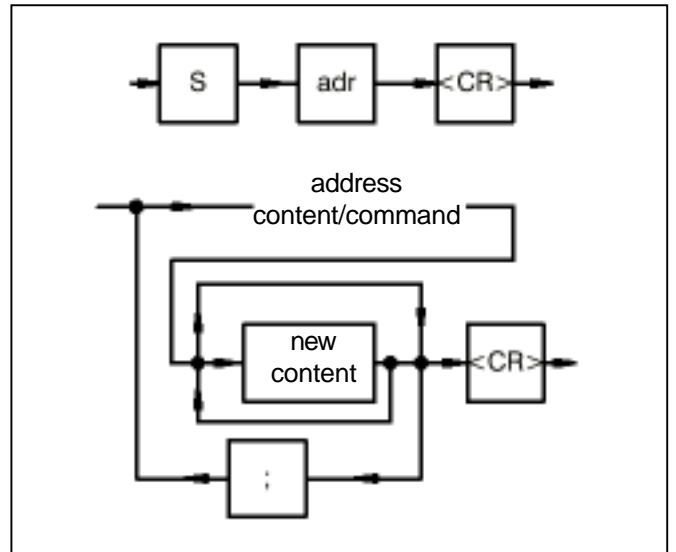 S adr <CR>
address
content/command
new
content
<CR>
;